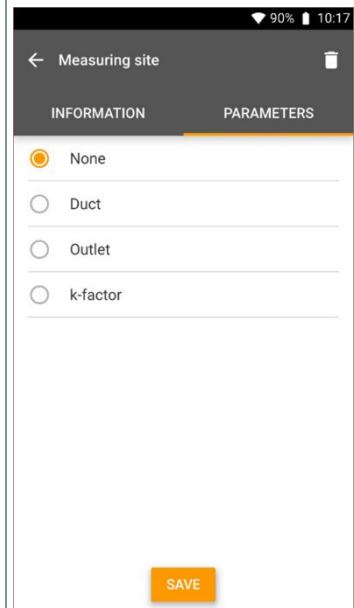 90% 10:17
Measuring site
INFORMATION PARAMETERS
None
Duct
Outlet
k-factor
SAVE